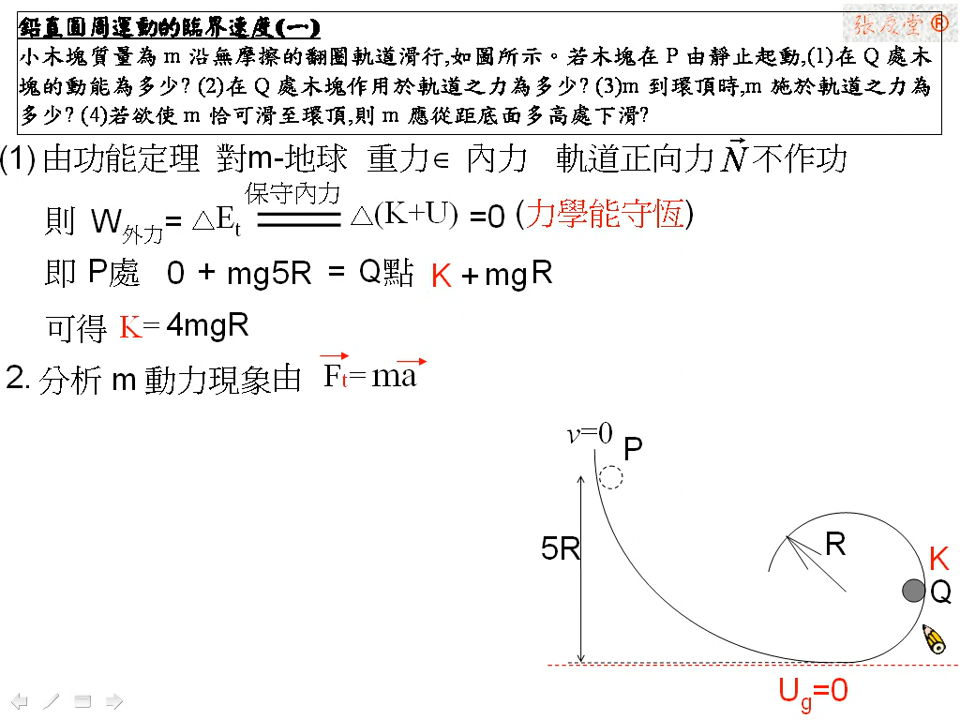 鉛直圓周運動的臨界速度(一)
張慶堂®
小木塊質量為 m 沿無摩擦的翻圈軌道滑行,如圖所示。若木塊在 P 由靜止起動,(1)在 Q 處木
塊的動能為多少? (2)在 Q 處木塊作用於軌道之力為多少? (3)m 到環頂時,m 施於軌道之力為
多少? (4)若欲使 m 恰可滑至環頂,則 m 應從距底面多高處下滑?
(1) 由功能定理 對m-地球 重力∈ 內力 軌道正向力 N 不作功
保守內力
則 W外力= △Et ═══ △(K+U) =0 (力學能守恆)
即 P處 0 + mg5R = Q點 K + mg R
可得 K= 4mgR
2. 分析 m 動力現象由 Ft= ma
v=0
P
5R
R
K
Q
Ug=0